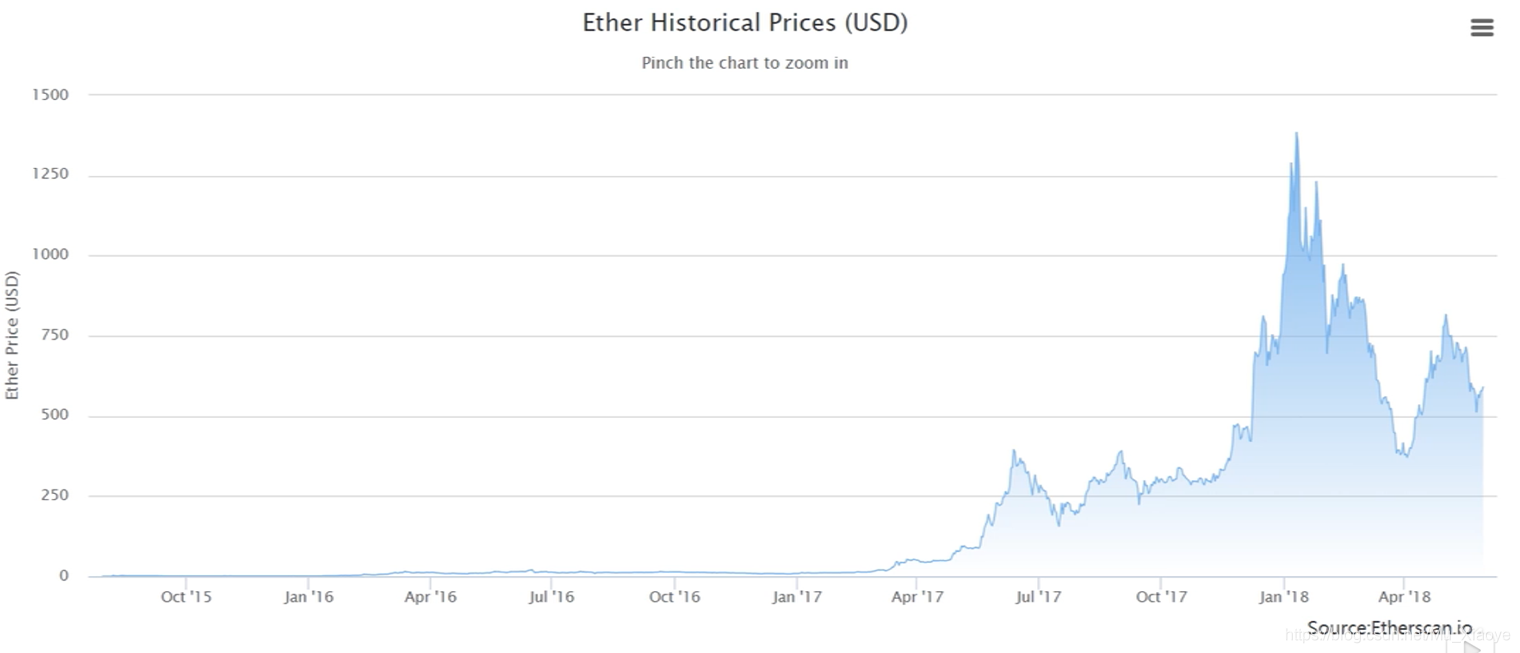 Ether Historical Prices (USD)
Pinch the chart to zoom in
Ether Price (USD)
1500
1250
1000
750
500
250
0
Oct '15
Jan '16
Apr '16
Jul '16
Oct '16
Jan '17
Apr '17
Jul '17
Oct '17
Jan '18
Apr '18
Source:Etherscan.io